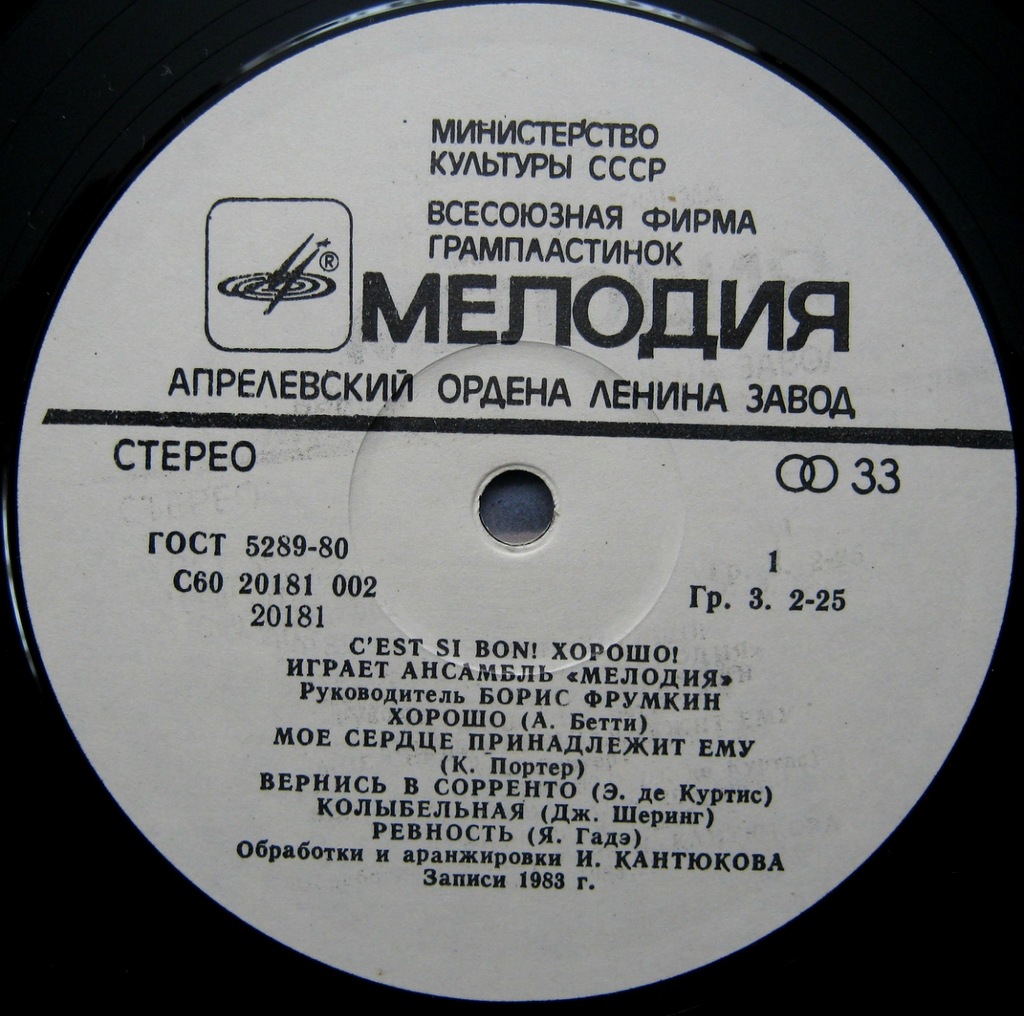 МИНИСТЕРСТВО
КУЛЬТУРЫ СССР
ВСЕСОЮЗНАЯ ФИРМА
ГРАМПЛАСТИНОК
®
МЕЛОДИЯ
АПРЕЛЕВСКИЙ ОРДЕНА ЛЕНИНА ЗАВОД
СТЕРЕО
33
ГОСТ 5289-80
С60 20181 002
20181
1
Гр. 3. 2-25
C'EST SI BON! ХОРОШО!
ИГРАЕТ АНСАМБЛЬ «МЕЛОДИЯ»
Руководитель БОРИС ФРУМКИН
ХОРОШО (А. Бетти)
МОЕ СЕРДЦЕ ПРИНАДЛЕЖИТ ЕМУ
(К. Портер)
ВЕРНИСЬ В СОРРЕНТО (Э. де Куртис)
КОЛЫБЕЛЬНАЯ (Дж. Шеринг)
РЕВНОСТЬ (Я. Гадэ)
Обработки и аранжировки И. КАНТЮКОВА
Записи 1983 г.